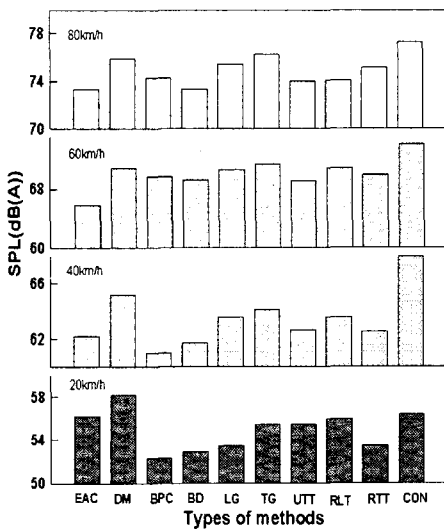 78
80km/h
74
70
60km/h
68
60
40km/h
66
62
20km/h
58
54
50
SPL(dB(A))
EAC DM BPC BD LG TG UTT RLT RTT CON
Types of methods